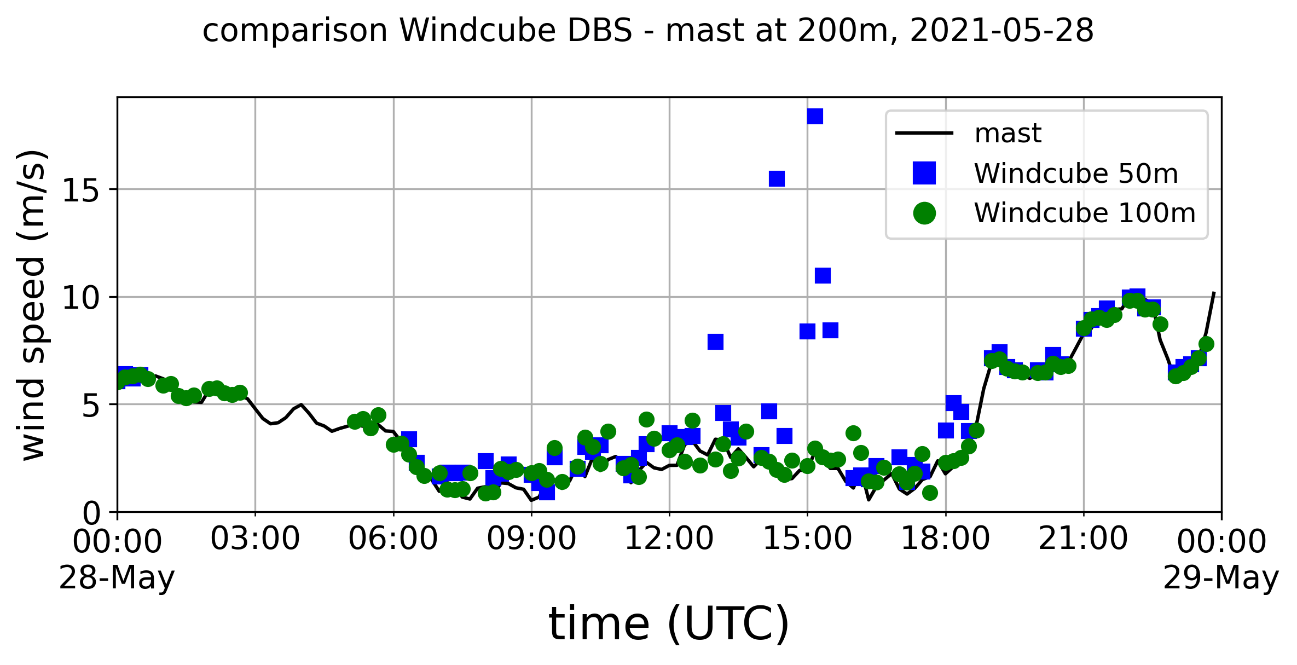 comparison Windcube DBS - mast at 200m, 2021-05-28
mast
Windcube 50m
Windcube 100m
wind speed (m/s)
15
10
5
0
00:00 03:00 06:00 09:00 12:00 15:00 18:00 21:00 00:00
28-May 29-May
time (UTC)